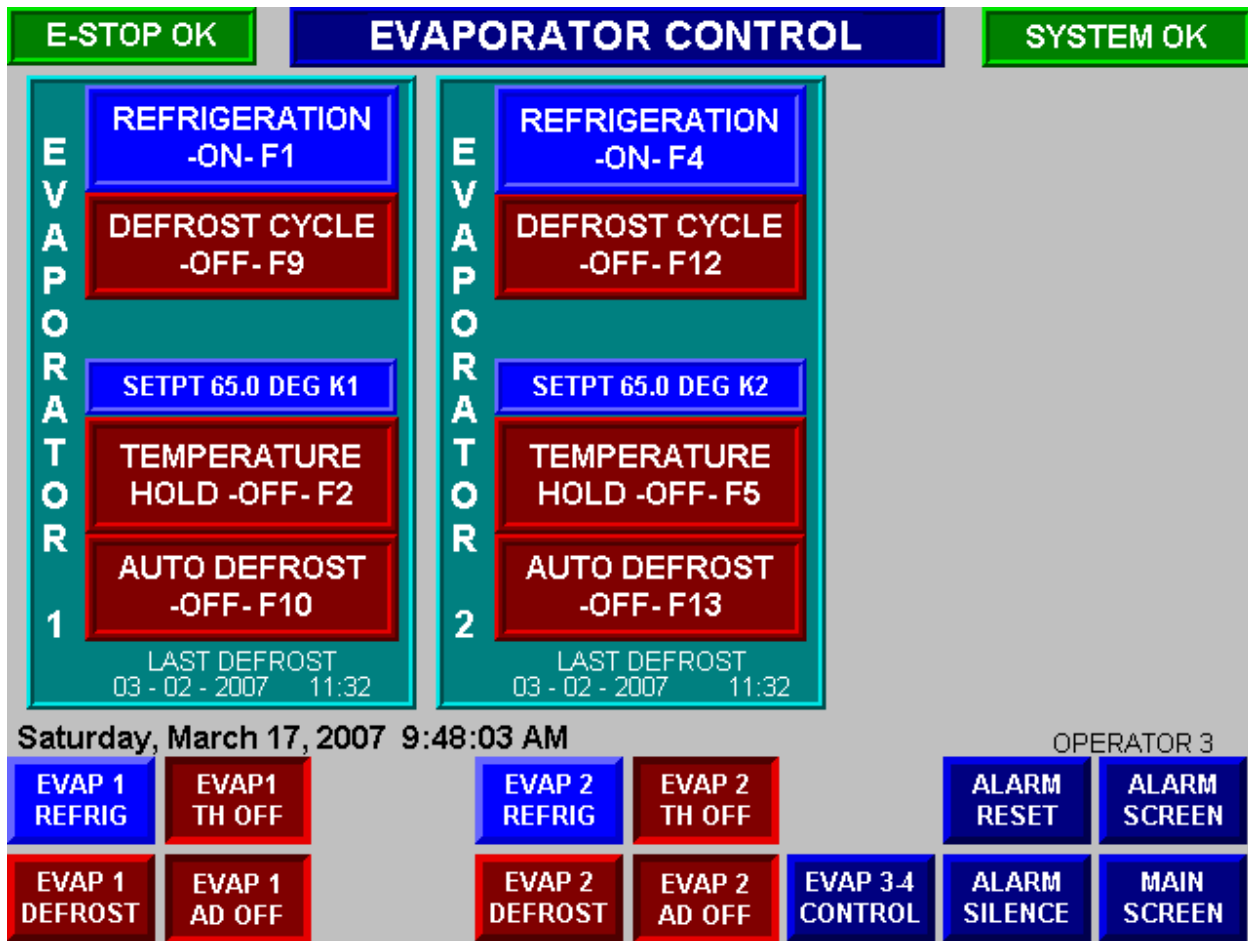 E-STOP OK
EVAPORATOR CONTROL
SYSTEM OK
EVAPORATOR 1
REFRIGERATION
-ON- F1
DEFROST CYCLE
-OFF- F9
SETPT 65.0 DEG K1
TEMPERATURE
HOLD -OFF- F2
AUTO DEFROST
-OFF- F10
LAST DEFROST
03 - 02 - 2007 11:32
EVAPORATOR 2
REFRIGERATION
-ON- F4
DEFROST CYCLE
-OFF- F12
SETPT 65.0 DEG K2
TEMPERATURE
HOLD -OFF- F5
AUTO DEFROST
-OFF- F13
LAST DEFROST
03 - 02 - 2007 11:32
Saturday, March 17, 2007 9:48:03 AM
OPERATOR 3
EVAP 1
REFRIG
EVAP1
TH OFF
EVAP 2
REFRIG
EVAP 2
TH OFF
ALARM
RESET
ALARM
SCREEN
EVAP 1
DEFROST
EVAP 1
AD OFF
EVAP 2
DEFROST
EVAP 2
AD OFF
EVAP 3-4
CONTROL
ALARM
SILENCE
MAIN
SCREEN